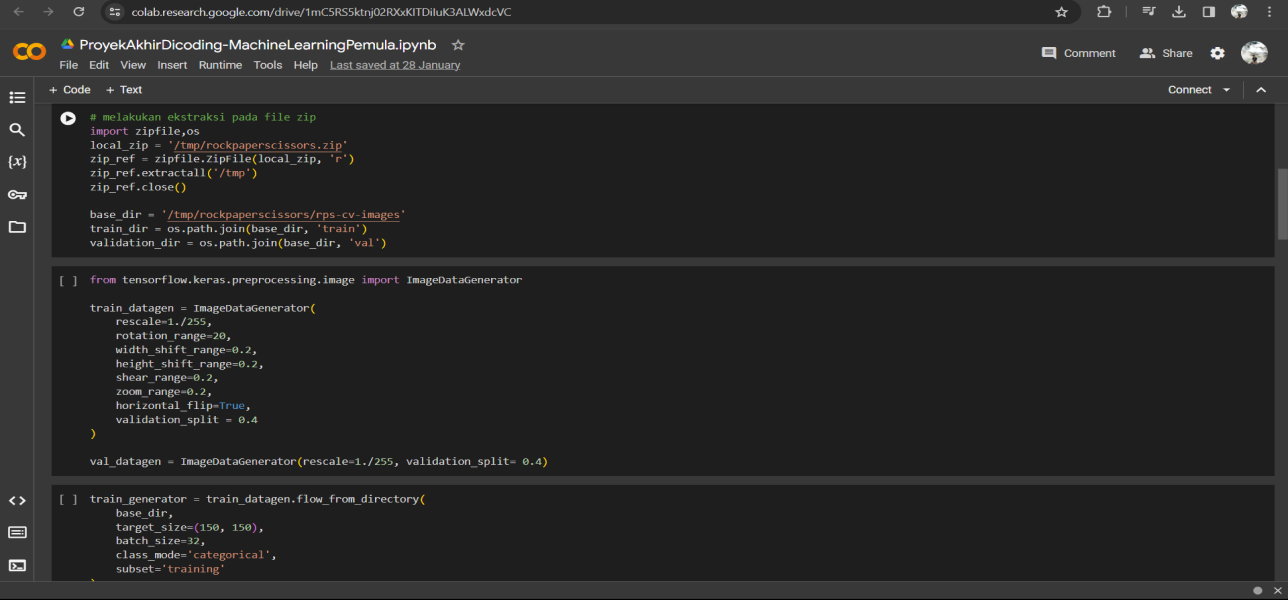 colab.research.google.com/drive/1mC5RS5ktnj02RXxKITDiIuK3ALWxdcVC
ProyekAkhirDicoding-MachineLearningPemula.ipynb
File Edit View Insert Runtime Tools Help Last saved at 28 January
Comment Share
+ Code + Text
Connect
# melakukan ekstraksi pada file zip
import zipfile,os
local_zip = '/tmp/rockpaperscissors.zip'
zip_ref = zipfile.ZipFile(local_zip, 'r')
zip_ref.extractall('/tmp')
zip_ref.close()
base_dir = '/tmp/rockpaperscissors/rps-cv-images'
train_dir = os.path.join(base_dir, 'train')
validation_dir = os.path.join(base_dir, 'val')
[ ] from tensorflow.keras.preprocessing.image import ImageDataGenerator
train_datagen = ImageDataGenerator(
rescale=1./255,
rotation_range=20,
width_shift_range=0.2,
height_shift_range=0.2,
shear_range=0.2,
zoom_range=0.2,
horizontal_flip=True,
validation_split = 0.4
)
val_datagen = ImageDataGenerator(rescale=1./255, validation_split= 0.4)
[ ] train_generator = train_datagen.flow_from_directory(
base_dir,
target_size=(150, 150),
batch_size=32,
class_mode='categorical',
subset='training'